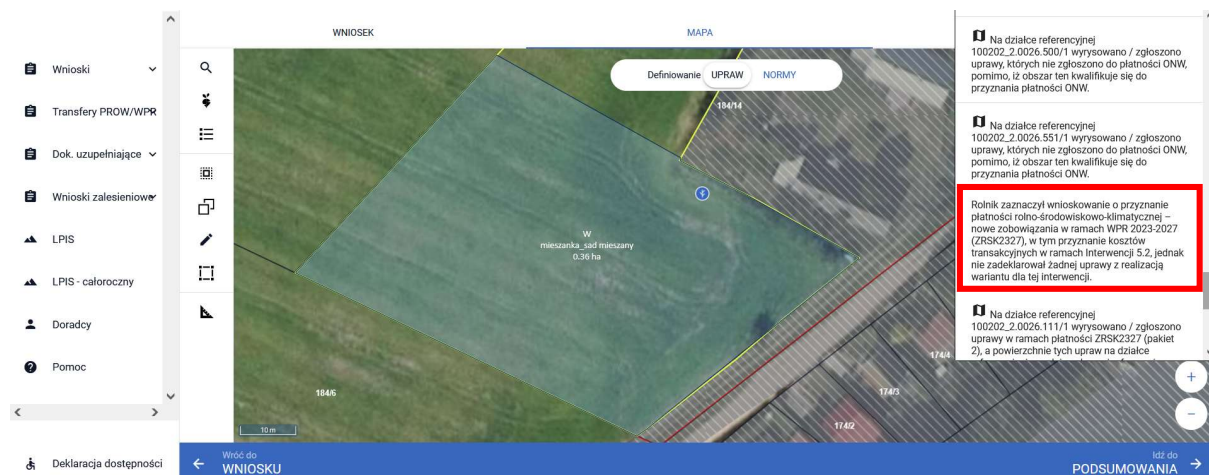 Wnioski
Transfery PROW/WPR
Dok. uzupełniające
Wnioski zalesieniowe
LPIS
LPIS - całoroczny
Doradcy
Pomoc
Deklaracja dostępności
WNIOSEK
MAPA
Definiowanie UPRAW NORMY
184/14
W
mieszanka_sad mieszany
0.36 ha
184/6
174/4
174/3
174/2
10 m
Na działkce referencyjnej
100202_2.0026.500/1 wyrysowano / zgłoszono
uprawy, których nie zgłoszono do płatności ONW,
pomimo, iż obszar ten kwalifikuje się do
przyznania płatności ONW.
Na działce referencyjnej
100202_2.0026.551/1 wyrysowano / zgłoszono
uprawy, których nie zgłoszono do płatności ONW,
pomimo, iż obszar ten kwalifikuje się do
przyznania płatności ONW.
Rolnik zaznaczył wnioskowanie o przyznanie
płatności rolno-środowiskowo-klimatycznej –
nowe zobowiązania w ramach WPR 2023-2027
(ZRSK2327), w tym przyznanie kosztów
transakcyjnych w ramach Interwencji 5.2, jednak
nie zadeklarował żadnej uprawy z realizacją
wariantu dla tej interwencji.
Na działce referencyjnej
100202_2.0026.111/1 wyrysowano / zgłoszono
uprawy w ramach płatności ZRSK2327 (pakiet
2), a powierzchnie tych upraw na działce
+
-
Wróć do
WNIOSKU
Idź do
PODSUMOWANIA